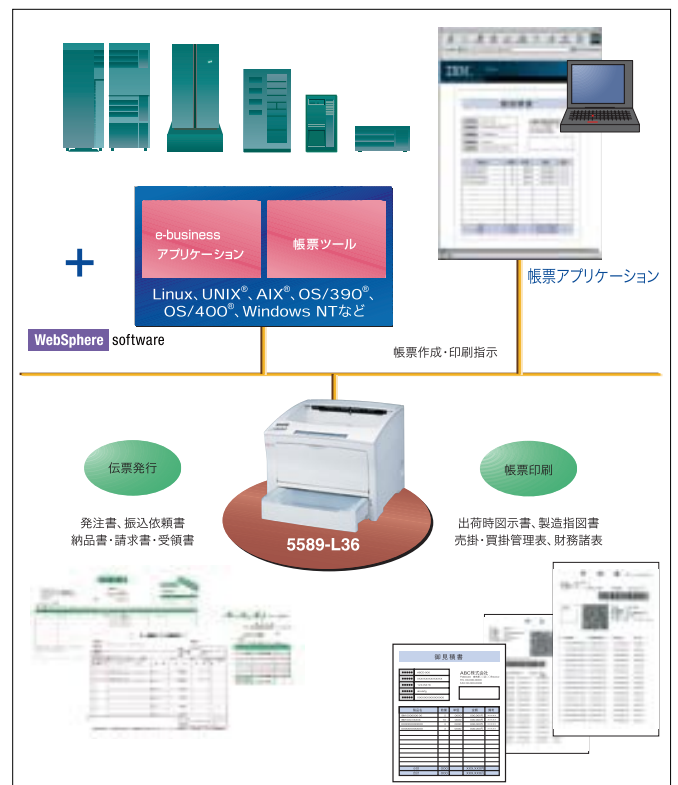 IBM
e-business
アプリケーション
帳票ツール
Linux、UNIX®、AIX®、OS/390®、
OS/400®、Windows NTなど
WebSphere software
帳票アプリケーション
帳票作成・印刷指示
伝票発行
帳票印刷
発注書、振込依頼書
納品書・請求書・受領書
出荷時図示書、製造指図書
売掛・買掛管理表、財務諸表
5589-L36
御見積書
ABC株式会社